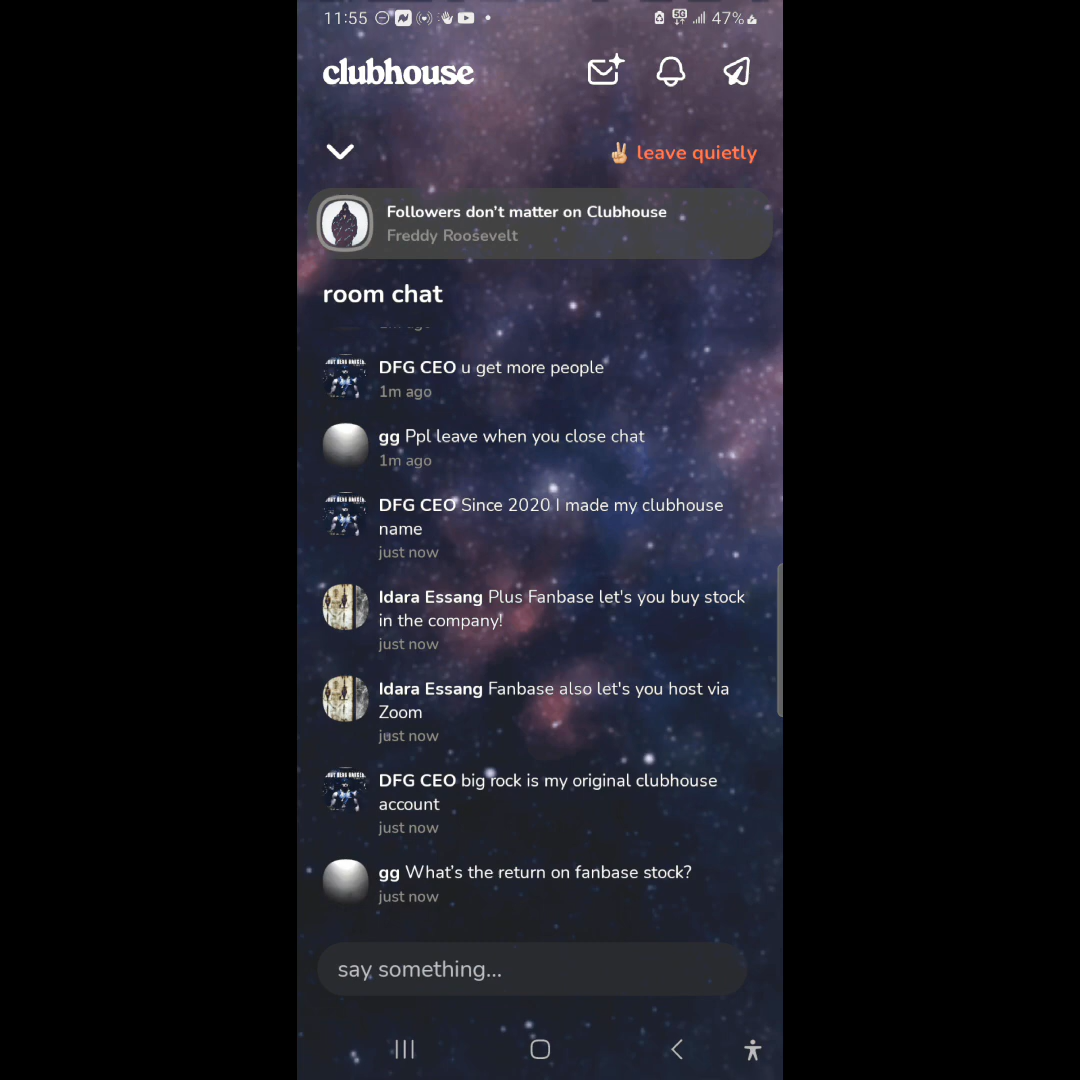 11:55
5G
47%
clubhouse
✌🏼 leave quietly
Followers don't matter on Clubhouse
Freddy Roosevelt
room chat
DFG CEO u get more people
1m ago
gg Ppl leave when you close chat
1m ago
DFG CEO Since 2020 I made my clubhouse
name
just now
Idara Essang Plus Fanbase let's you buy stock
in the company!
just now
Idara Essang Fanbase also let's you host via
Zoom
just now
DFG CEO big rock is my original clubhouse
account
just now
gg What's the return on fanbase stock?
just now
say something...